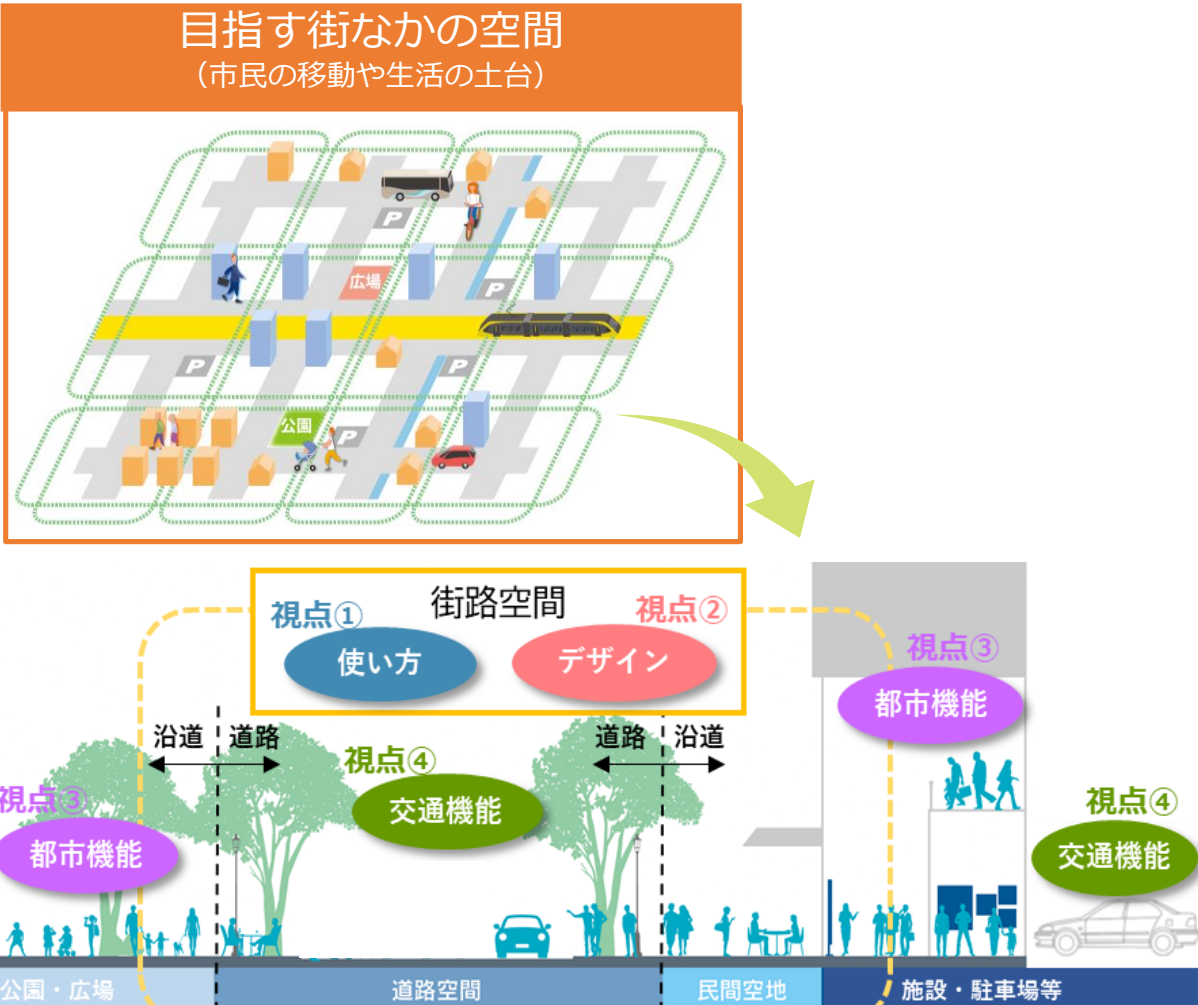 目指す街なかの空間
（市民の移動や生活の土台）
P
広場
P
P
P
公園
P
街路空間
視点①
視点②
使い方
デザイン
視点③
都市機能
沿道
道路
視点④
交通機能
道路
沿道
視点③
都市機能
視点④
交通機能
公園・広場
道路空間
民間空地
施設・駐車場等